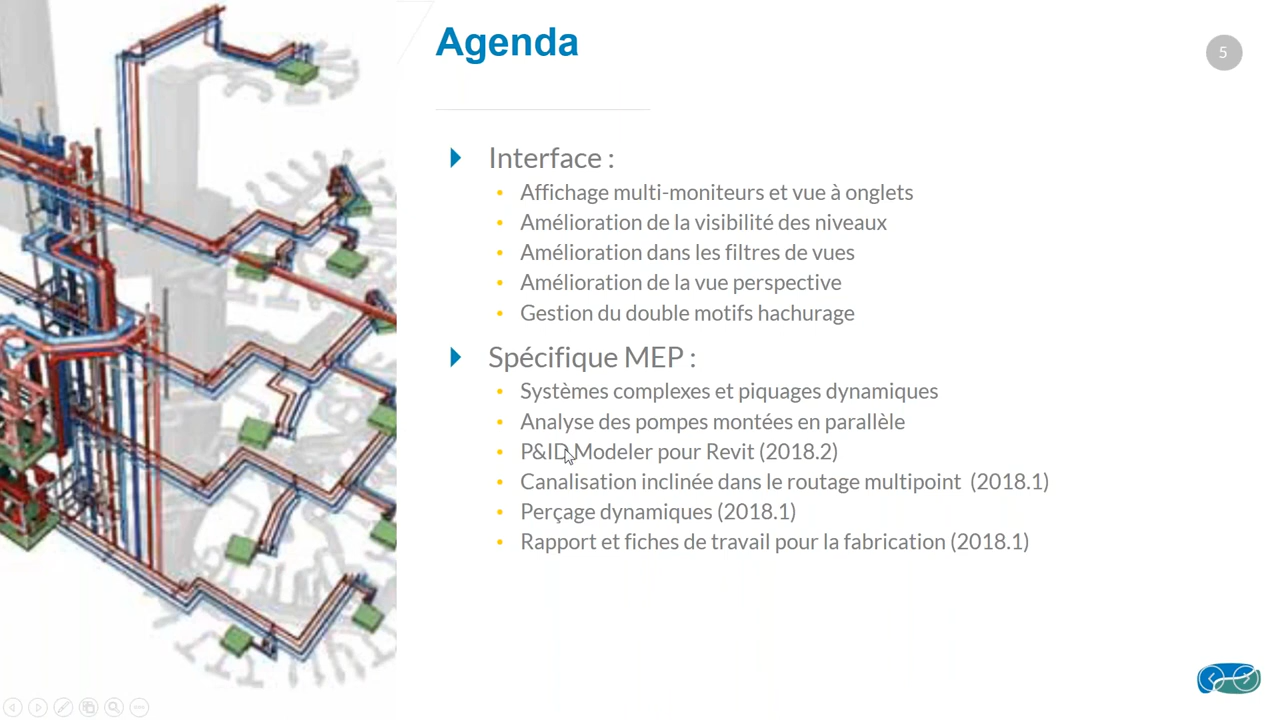 Agenda
5
Interface :
Affichage multi-moniteurs et vue à onglets
Amélioration de la visibilité des niveaux
Amélioration dans les filtres de vues
Amélioration de la vue perspective
Gestion du double motifs hachurage
Spécifique MEP :
Systèmes complexes et piquages dynamiques
Analyse des pompes montées en parallèle
P&ID Modeler pour Revit (2018.2)
Canalisation inclinée dans le routage multipoint (2018.1)
Perçage dynamiques (2018.1)
Rapport et fiches de travail pour la fabrication (2018.1)